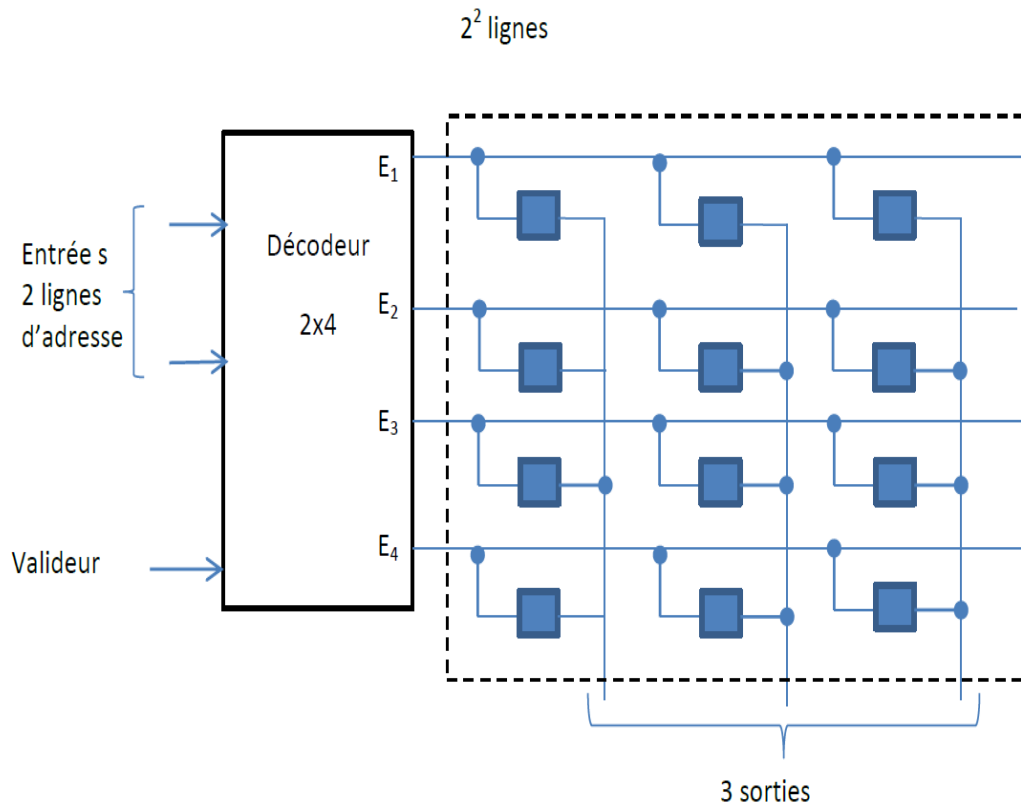 2² lignes
E₁
Entrée s
2 lignes
d'adresse
Décodeur
2x4
E₂
E₃
E₄
Valideur
3 sorties